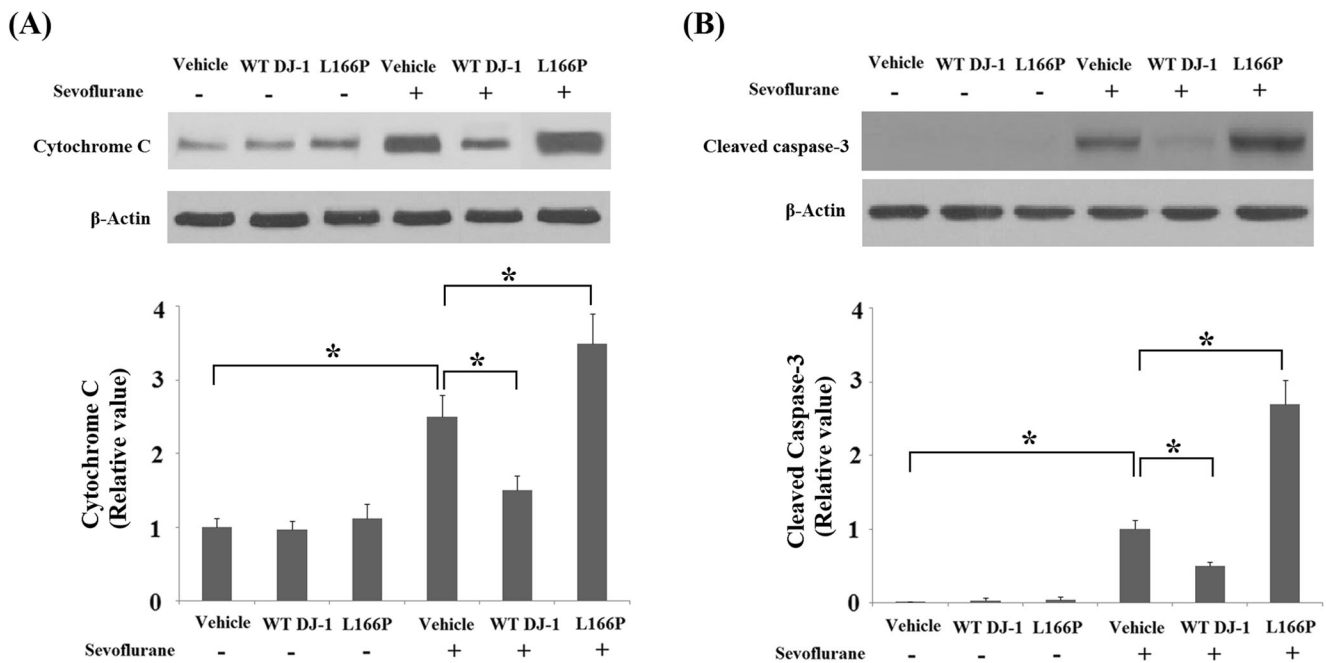 (A)
Vehicle WT DJ-1 L166P Vehicle WT DJ-1 L166P
Sevoflurane - - - + + +
Cytochrome C
β-Actin
* * *
Cytochrome C
(Relative value)
4
3
2
1
0
Vehicle WT DJ-1 L166P Vehicle WT DJ-1 L166P
Sevoflurane - - - + + +
(B)
Vehicle WT DJ-1 L166P Vehicle WT DJ-1 L166P
Sevoflurane - - - + + +
Cleaved caspase-3
β-Actin
* * *
Cleaved Caspase-3
(Relative value)
4
3
2
1
0
Vehicle WT DJ-1 L166P Vehicle WT DJ-1 L166P
Sevoflurane - - - + + +